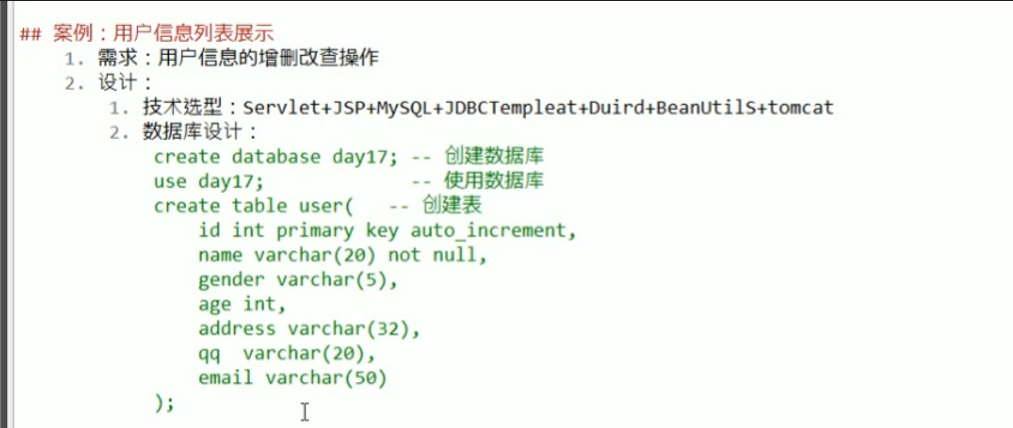 ## 案例：用户信息列表展示
1. 需求：用户信息的增删改查操作
2. 设计：
1. 技术选型：Servlet+JSP+MySQL+JDBCTempleat+Duird+BeanUtilS+tomcat
2. 数据库设计：
create database day17; -- 创建数据库
use day17; -- 使用数据库
create table user( -- 创建表
id int primary key auto_increment,
name varchar(20) not null,
gender varchar(5),
age int,
address varchar(32),
qq varchar(20),
email varchar(50)
);